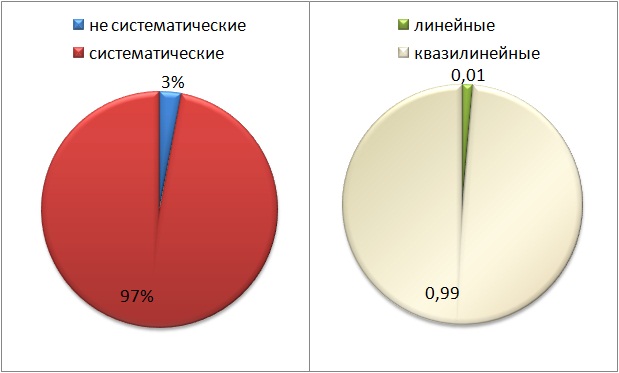 не систематические
систематические
3%
97%
линейные
квазилинейные
0,01
0,99